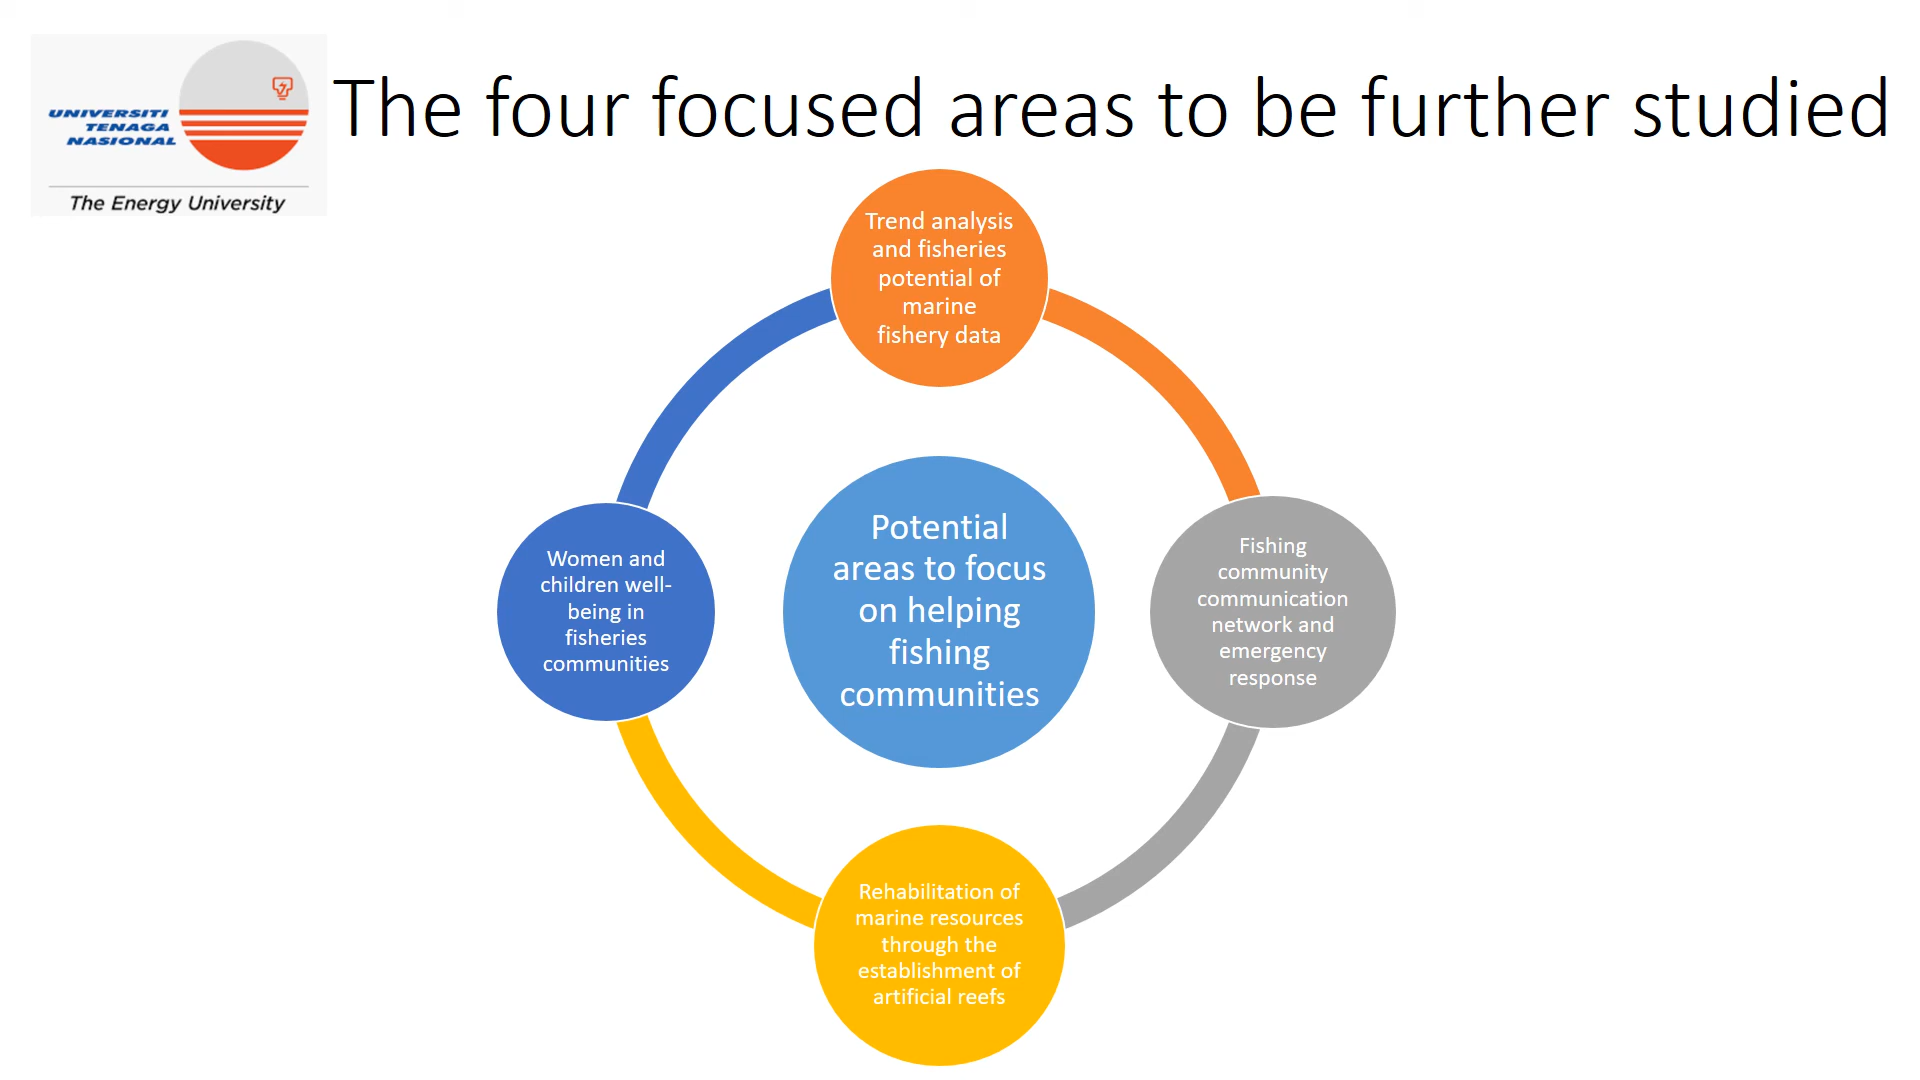 UNIVERSITI
TENAGA
NASIONAL
The Energy University
The four focused areas to be further studied
Trend analysis
and fisheries
potential of
marine
fishery data
Fishing
community
communication
network and
emergency
response
Rehabilitation of
marine resources
through the
establishment of
artificial reefs
Women and
children well-
being in
fisheries
communities
Potential
areas to focus
on helping
fishing
communities